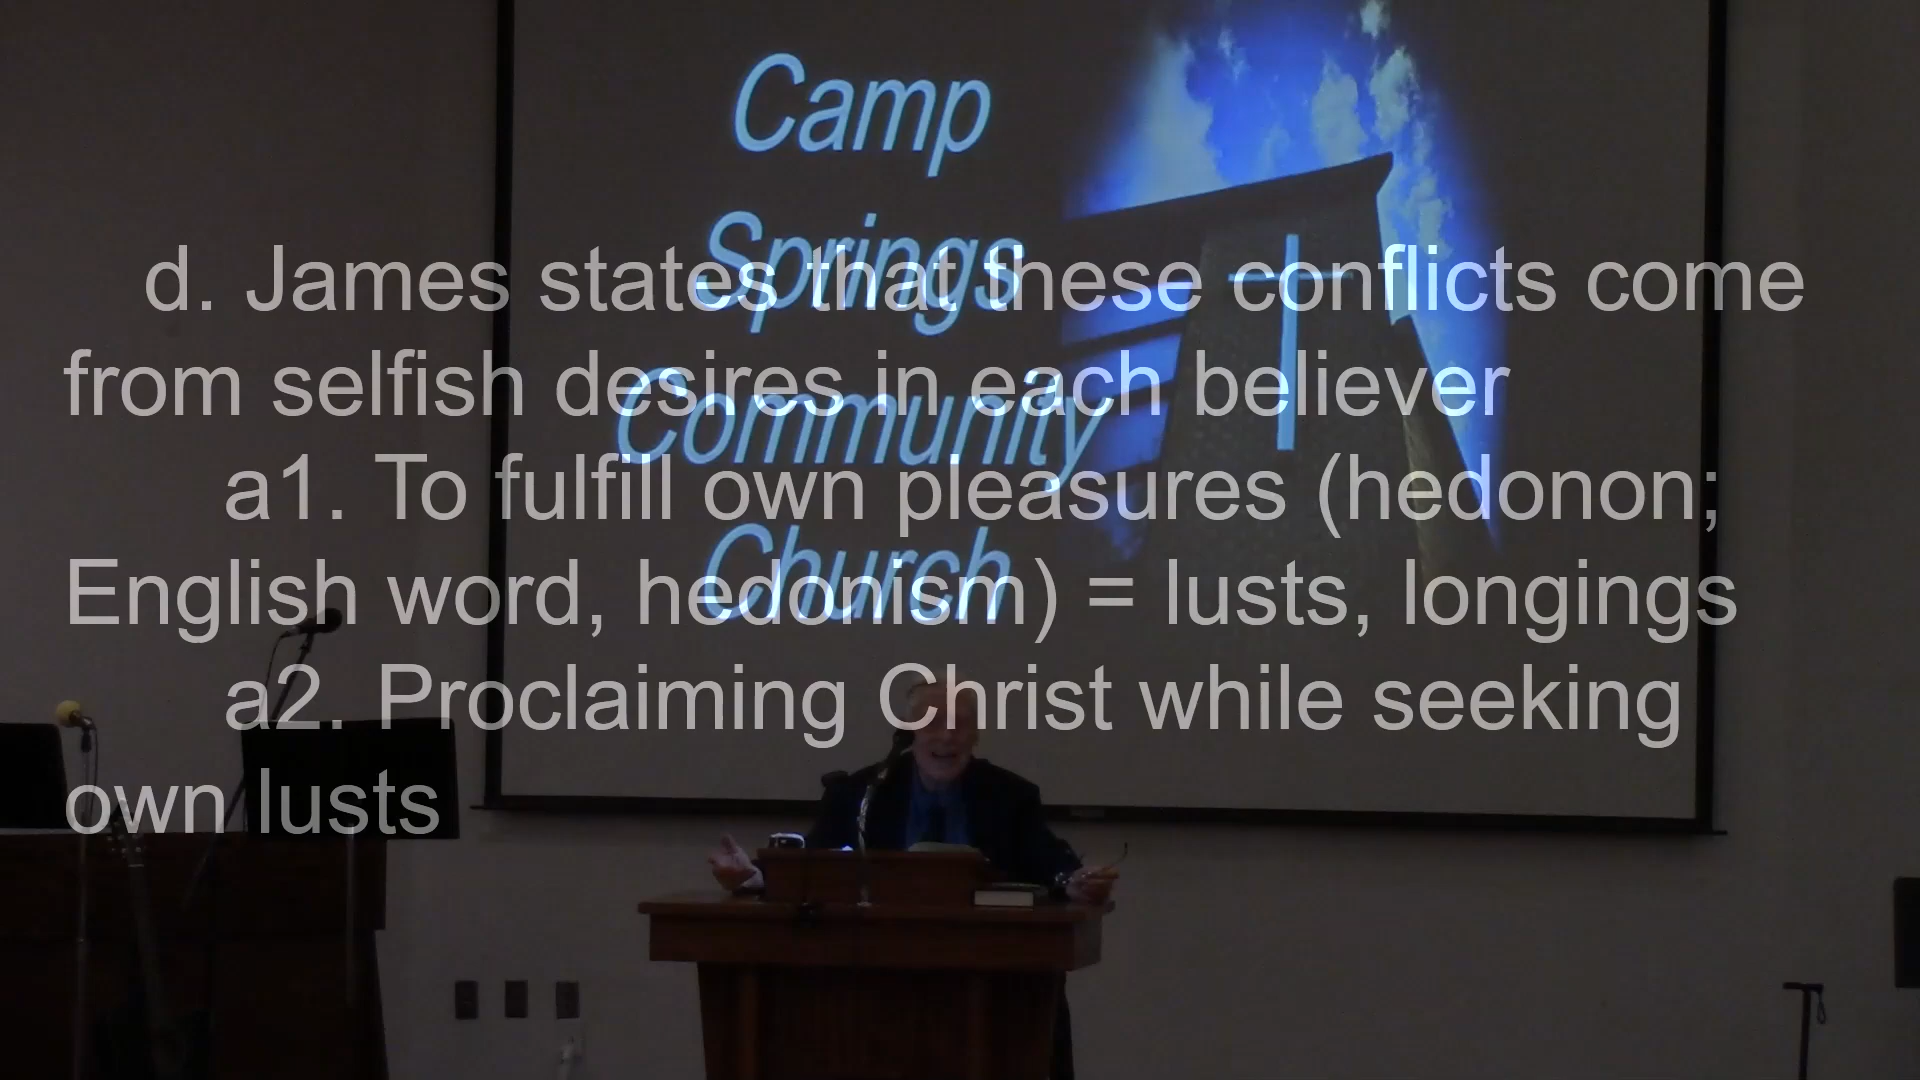 Camp
Springs
Community
Church
d. James states that these conflicts come
from selfish desires in each believer
a1. To fulfill own pleasures (hedonon;
English word, hedonism) = lusts, longings
a2. Proclaiming Christ while seeking
own lusts